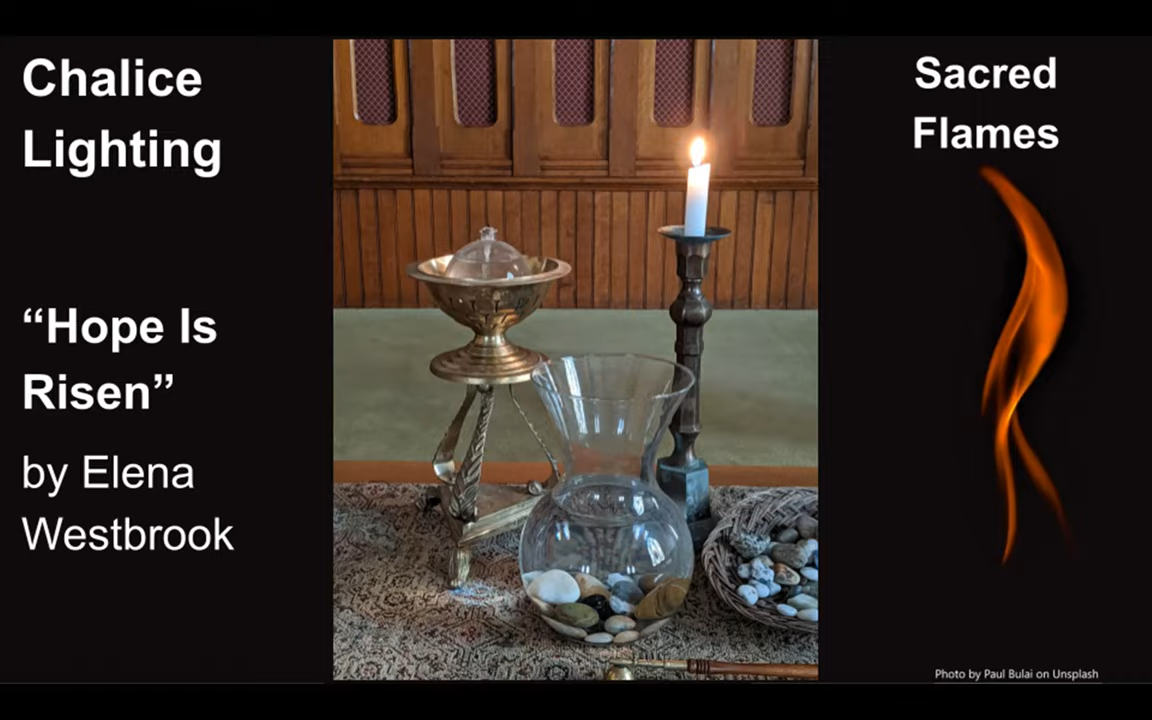 Chalice
Lighting
“Hope Is
Risen”
by Elena
Westbrook
Sacred
Flames
Photo by Paul Bulai on Unsplash